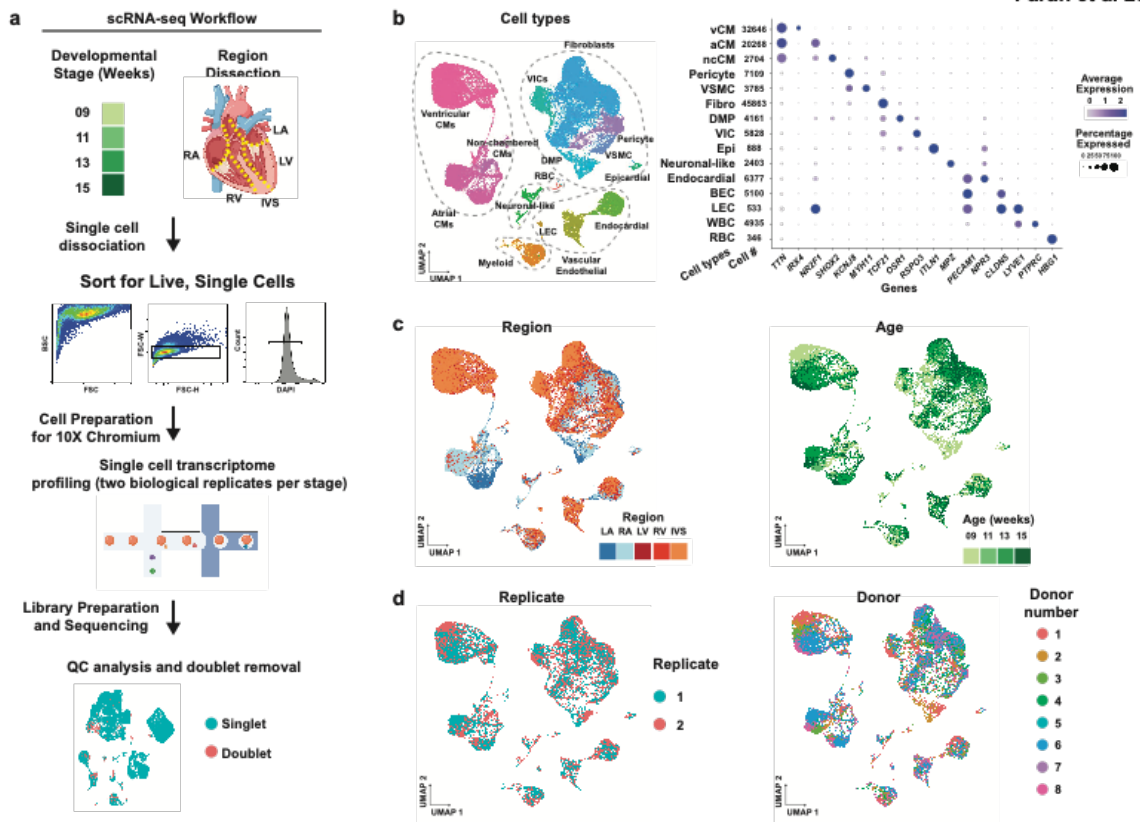 a
scRNA-seq Workflow
Developmental
Stage (Weeks)
09
11
13
15
Region
Dissection
LA
RA
LV
RV
IVS
Single cell
dissociation
Sort for Live, Single Cells
BSC
FSC
FSC-W
FSC-H
Count
DAPI
Cell Preparation
for 10X Chromium
Single cell transcriptome
profiling (two biological replicates per stage)
Library Preparation
and Sequencing
QC analysis and doublet removal
Singlet
Doublet
b
Cell types
Fibroblasts
VICs
Ventricular
CMs
Non-chambered
CMs
Pericyte
DMP
VSMC
RBC
Epicardial
Neuronal-like
Atrial
CMs
LEC
Endocardial
Myeloid
Vascular
Endothelial
UMAP 2
UMAP 1
vCM 32646
aCM 20268
ncCM 2704
Pericyte 7109
VSMC 3785
Fibro 45863
DMP 4161
VIC 5828
Epi 888
Neuronal-like 2403
Endocardial 6377
BEC 5100
LEC 533
WBC 4935
RBC 346
Cell types
Cell #
TTN
IRX4
NR2F1
SHOX2
KCNJ8
MYH11
TCF21
OSR1
RSPO3
ITLN1
MPZ
PECAM1
NPR3
CLDN5
LYVE1
PTPRC
HBG1
Genes
Average
Expression
0 1 2
Percentage
Expressed
0 25 50 75 100
c
Region
UMAP 2
UMAP 1
Region
LA RA LV RV IVS
Age
UMAP 2
UMAP 1
Age (weeks)
09 11 13 15
d
Replicate
UMAP 2
UMAP 1
Replicate
1
2
Donor
UMAP 2
UMAP 1
Donor
number
1
2
3
4
5
6
7
8